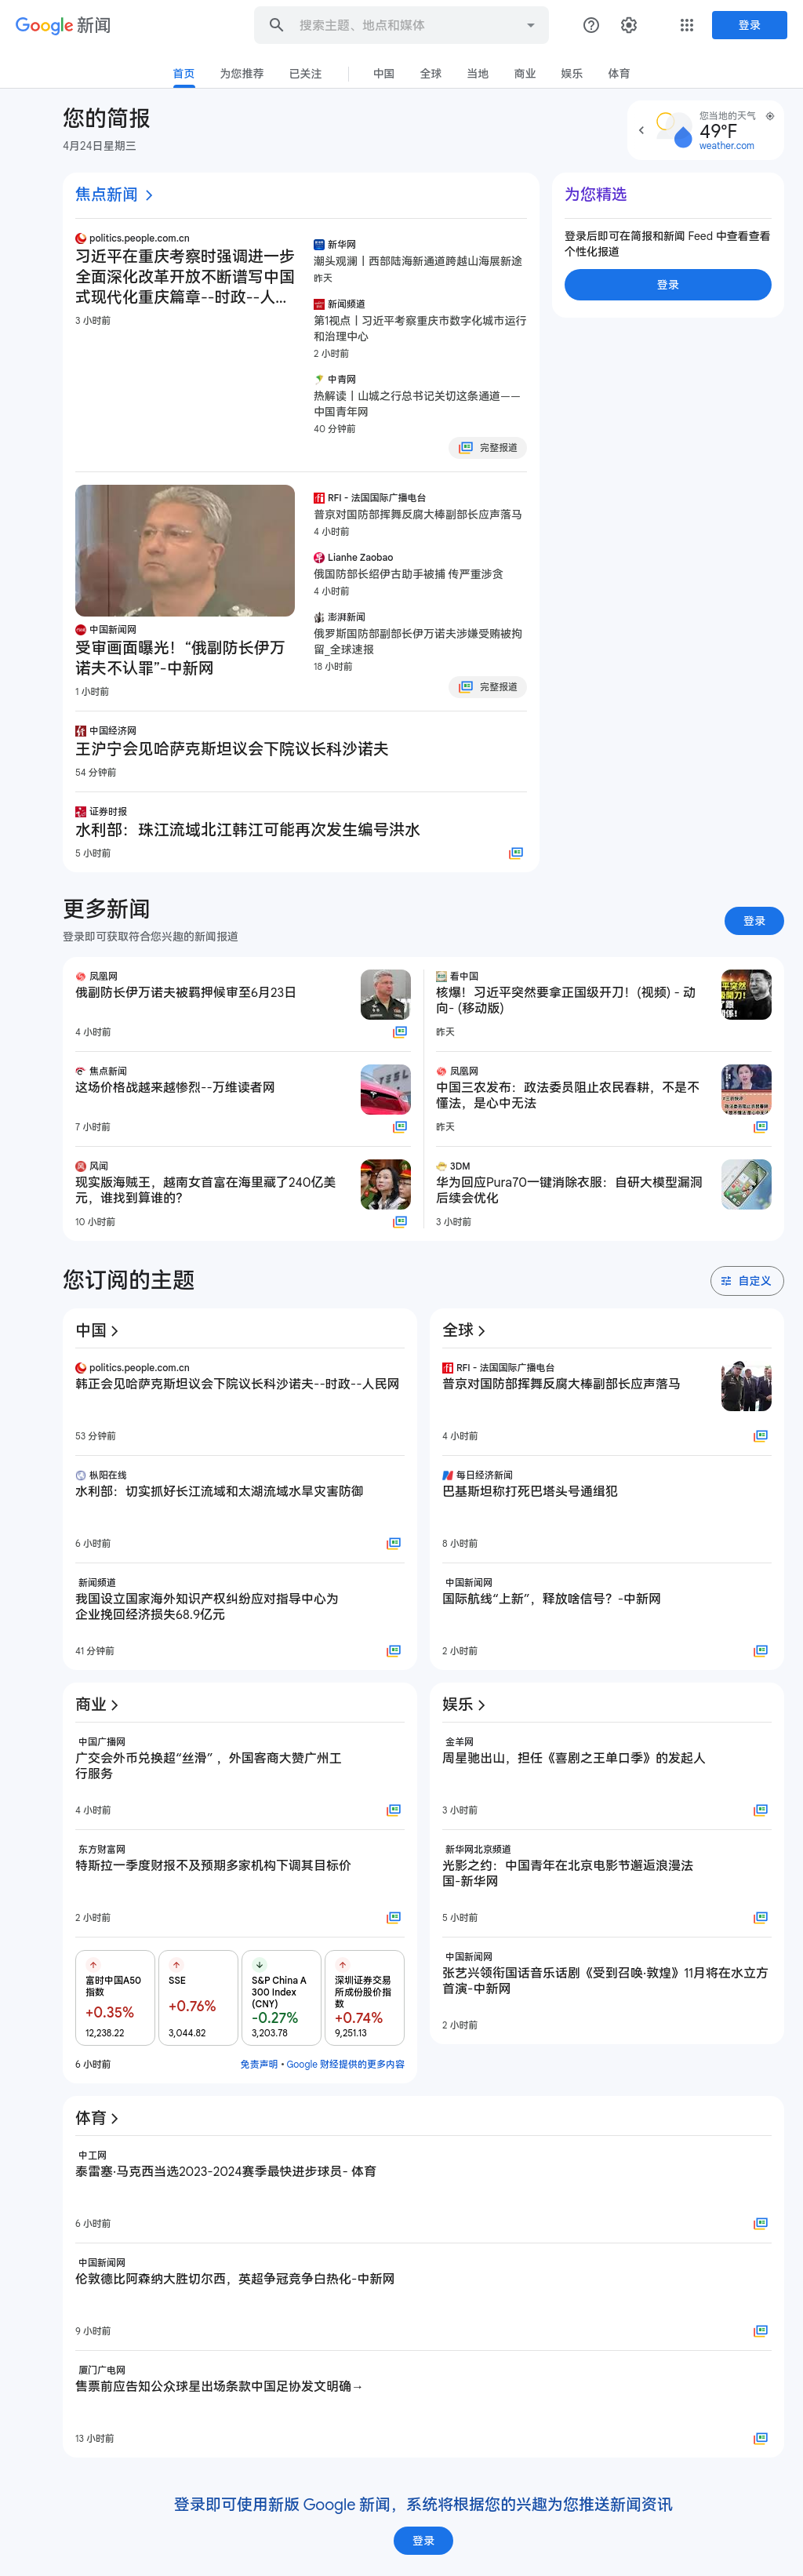 Google 新闻
搜索主题、地点和媒体
登录
首页
为您推荐
已关注
中国
全球
当地
商业
娱乐
体育
您的简报
4月24日星期三
您当地的天气
49°F
weather.com
焦点新闻
politics.people.com.cn
习近平在重庆考察时强调进一步
全面深化改革开放不断谱写中国
式现代化重庆篇章--时政--人...
3 小时前
新华网
潮头观澜丨西部陆海新通道跨越山海展新途
昨天
新闻频道
第1视点丨习近平考察重庆市数字化城市运行
和治理中心
2 小时前
中青网
热解读丨山城之行总书记关切这条通道——
中国青年网
40 分钟前
完整报道
为您精选
登录后即可在简报和新闻 Feed 中查看查看
个性化报道
登录
中国新闻网
受审画面曝光！“俄副防长伊万
诺夫不认罪”-中新网
1 小时前
RFI - 法国国际广播电台
普京对国防部挥舞反腐大棒副部长应声落马
4 小时前
Lianhe Zaobao
俄国防部长绍伊古助手被捕 传严重涉贪
4 小时前
澎湃新闻
俄罗斯国防部副部长伊万诺夫涉嫌受贿被拘
留_全球速报
18 小时前
完整报道
中国经济网
王沪宁会见哈萨克斯坦议会下院议长科沙诺夫
54 分钟前
证券时报
水利部：珠江流域北江韩江可能再次发生编号洪水
5 小时前
更多新闻
登录即可获取符合您兴趣的新闻报道
登录
凤凰网
俄副防长伊万诺夫被羁押候审至6月23日
4 小时前
看中国
核爆！习近平突然要拿正国级开刀！(视频) - 动
向- (移动版)
昨天
焦点新闻
这场价格战越来越惨烈--万维读者网
7 小时前
TESL
凤凰网
中国三农发布：政法委员阻止农民春耕，不是不
懂法，是心中无法
昨天
风闻
现实版海贼王，越南女首富在海里藏了240亿美
元，谁找到算谁的？
10 小时前
3DM
华为回应Pura70一键消除衣服：自研大模型漏洞
后续会优化
3 小时前
您订阅的主题
自定义
中国
politics.people.com.cn
韩正会见哈萨克斯坦议会下院议长科沙诺夫--时政--人民网
53 分钟前
枞阳在线
水利部：切实抓好长江流域和太湖流域水旱灾害防御
6 小时前
新闻频道
我国设立国家海外知识产权纠纷应对指导中心为
企业挽回经济损失68.9亿元
41 分钟前
全球
RFI - 法国国际广播电台
普京对国防部挥舞反腐大棒副部长应声落马
4 小时前
每日经济新闻
巴基斯坦称打死巴塔头号通缉犯
8 小时前
中国新闻网
国际航线“上新”，释放啥信号？-中新网
2 小时前
商业
中国广播网
广交会外币兑换超“丝滑” ，外国客商大赞广州工
行服务
4 小时前
东方财富网
特斯拉一季度财报不及预期多家机构下调其目标价
2 小时前
富时中国A50
指数
+0.35%
12,238.22
SSE
+0.76%
3,044.82
S&P China A
300 Index
(CNY)
-0.27%
3,203.78
深圳证券交易
所成份股价指
数
+0.74%
9,251.13
6 小时前
免责声明 • Google 财经提供的更多内容
娱乐
金羊网
周星驰出山，担任《喜剧之王单口季》的发起人
3 小时前
新华网北京频道
光影之约：中国青年在北京电影节邂逅浪漫法
国-新华网
5 小时前
中国新闻网
张艺兴领衔国话音乐话剧《受到召唤·敦煌》11月将在水立方
首演-中新网
2 小时前
体育
中工网
泰雷塞·马克西当选2023-2024赛季最快进步球员- 体育
6 小时前
中国新闻网
伦敦德比阿森纳大胜切尔西，英超争冠竞争白热化-中新网
9 小时前
厦门广电网
售票前应告知公众球星出场条款中国足协发文明确→
13 小时前
登录即可使用新版 Google 新闻，系统将根据您的兴趣为您推送新闻资讯
登录